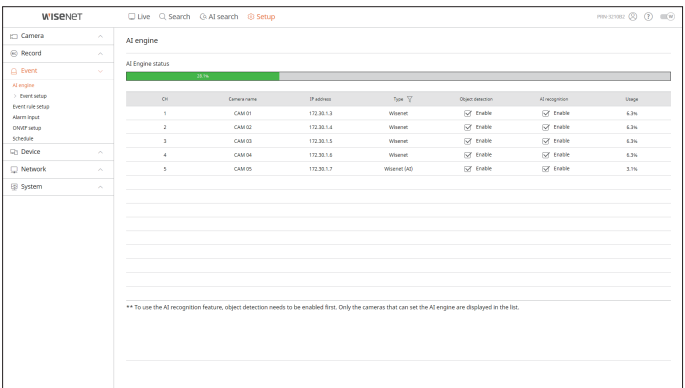 WISENET Live Search AI search Setup PRN-3210B2 ?
Camera
Record
Event
AI engine
Event setup
Event rule setup
Alarm input
ONVIF setup
Schedule
Device
Network
System
AI engine
AI Engine status
28.1%
CH Camera name IP address Type Object detection AI recognition Usage
1 CAM 01 172.30.1.3 Wisenet Enable Enable 6.3%
2 CAM 02 172.30.1.4 Wisenet Enable Enable 6.3%
3 CAM 03 172.30.1.5 Wisenet Enable Enable 6.3%
4 CAM 04 172.30.1.6 Wisenet Enable Enable 6.3%
5 CAM 05 172.30.1.7 Wisenet (AI) Enable Enable 3.1%
** To use the AI recognition feature, object detection needs to be enabled first. Only the cameras that can set the AI engine are displayed in the list.